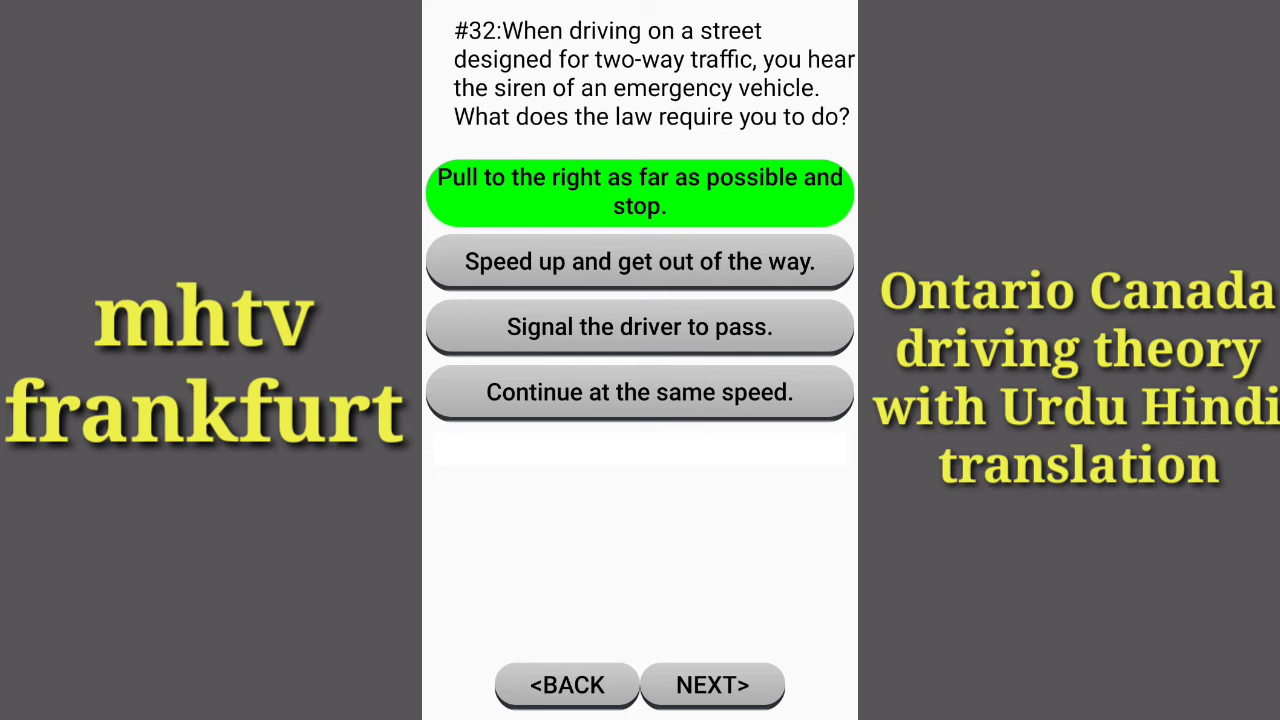 #32:When driving on a street
designed for two-way traffic, you hear
the siren of an emergency vehicle.
What does the law require you to do?
Pull to the right as far as possible and
stop.
Speed up and get out of the way.
Signal the driver to pass.
Continue at the same speed.
<BACK
NEXT>
mhtv
frankfurt
Ontario Canada
driving theory
with Urdu Hindi
translation